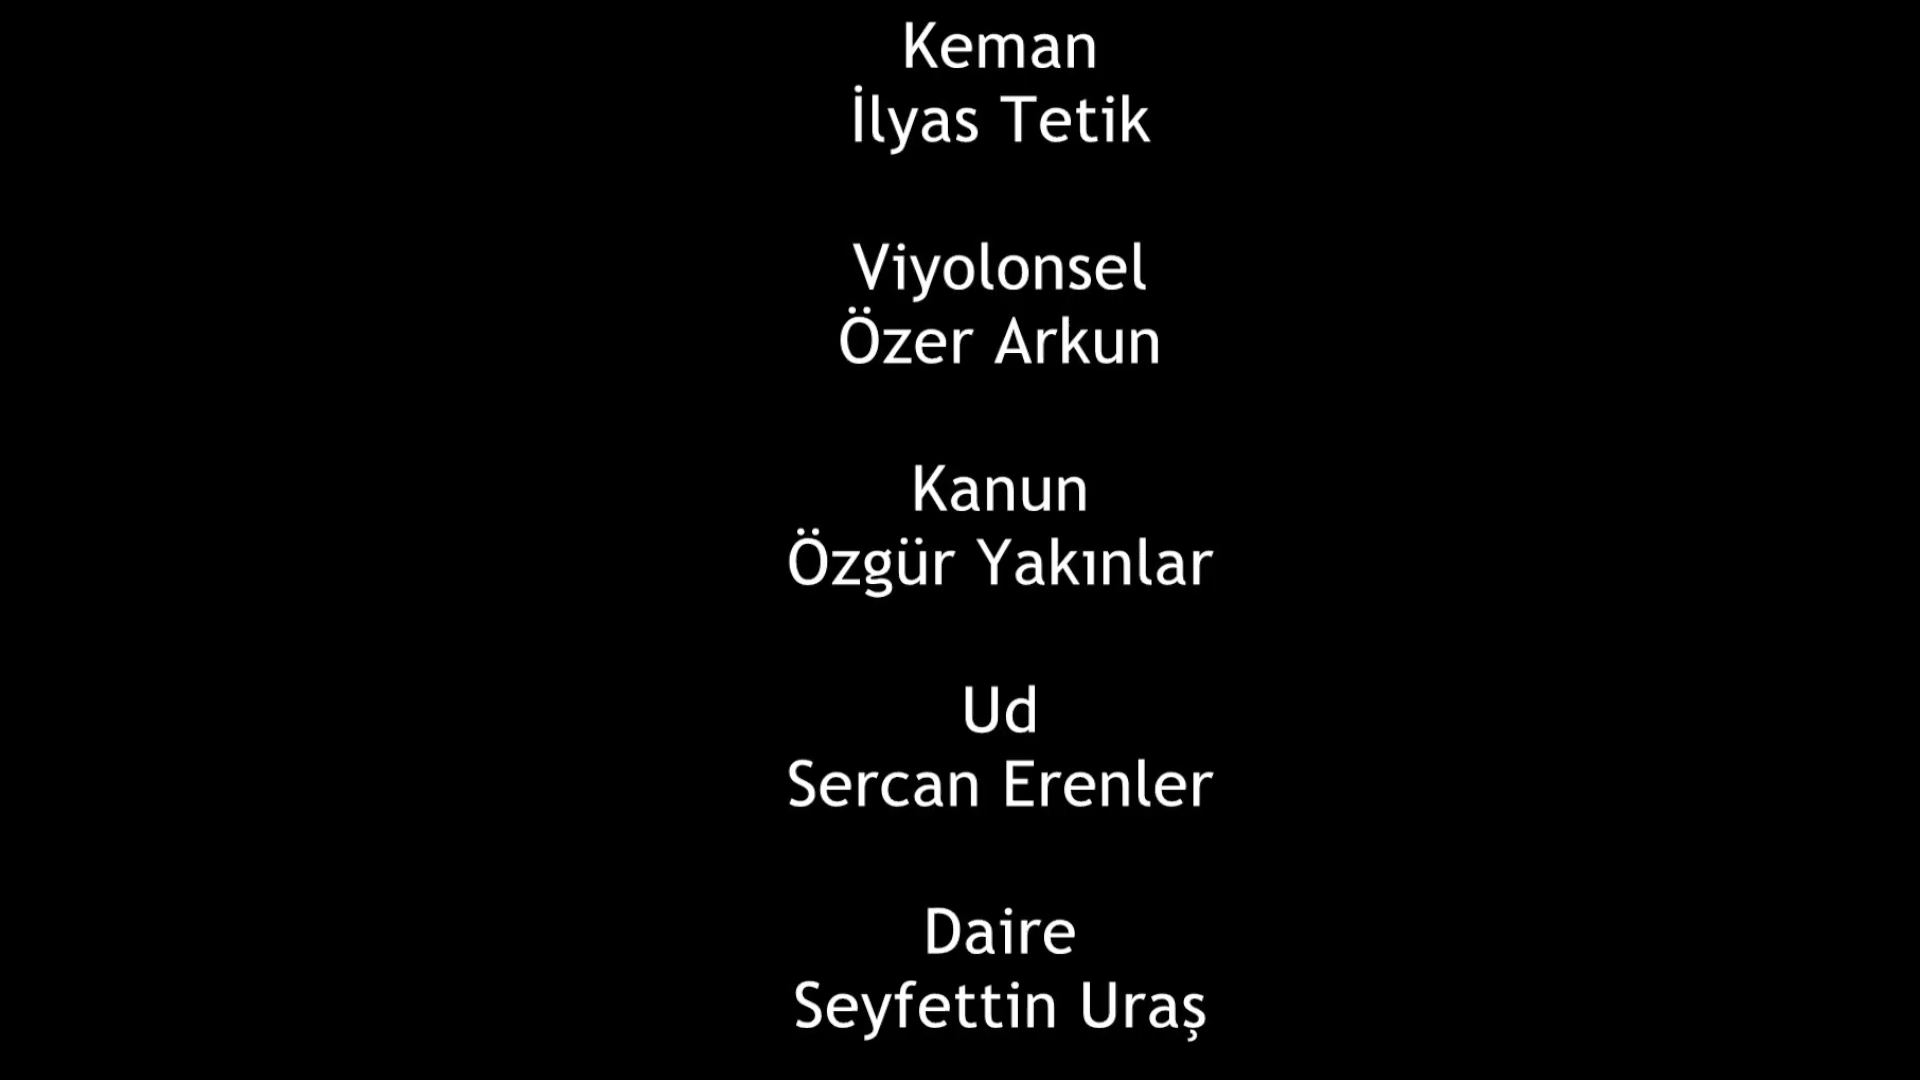 Keman
İlyas Tetik
Viyolonsel
Özer Arkun
Kanun
Özgür Yakınlar
Ud
Sercan Erenler
Daire
Seyfettin Uraş